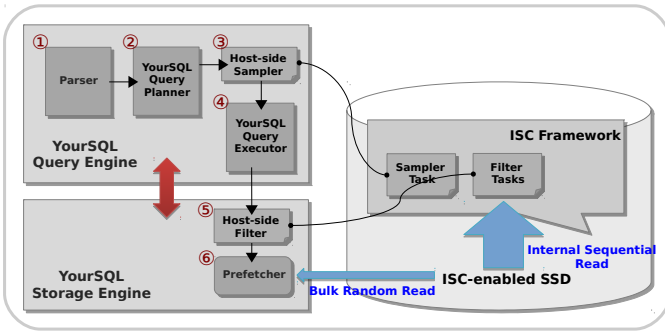 ①
②
③
Parser
YourSQL
Query
Planner
Host-side
Sampler
④
YourSQL
Query
Executor
YourSQL
Query Engine
ISC Framework
Sampler
Task
Filter
Tasks
⑤
Host-side
Filter
⑥
Prefetcher
YourSQL
Storage Engine
Internal Sequential
Read
ISC-enabled SSD
Bulk Random Read